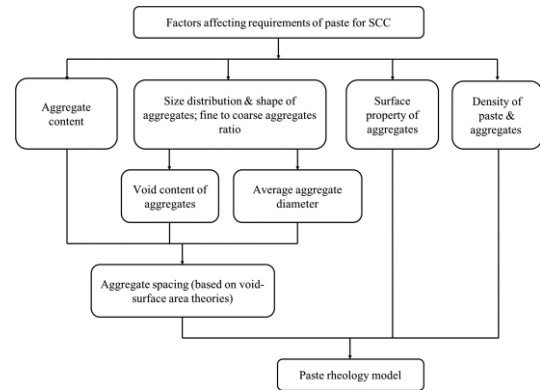 Factors affecting requirements of paste for SCC
Aggregate
content
Size distribution & shape of
aggregates; fine to coarse aggregates
ratio
Surface
property of
aggregates
Density of
paste &
aggregates
Void content of
aggregates
Average aggregate
diameter
Aggregate spacing (based on void-
surface area theories)
Paste rheology model